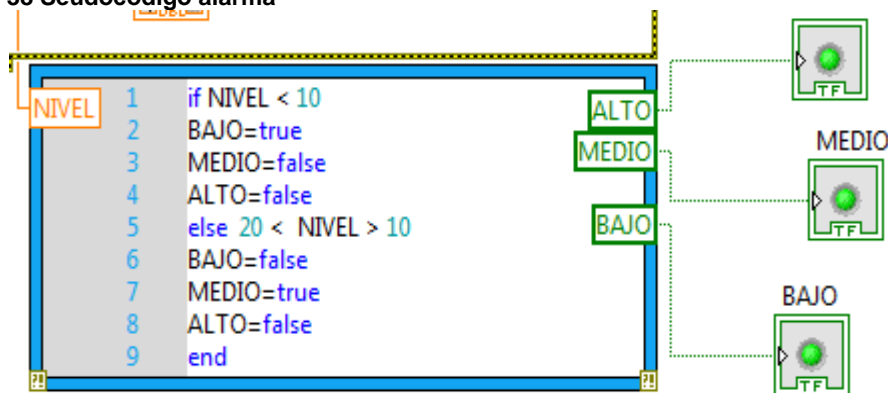 DBL
NIVEL
1 if NIVEL < 10
2 BAJO=true
3 MEDIO=false
4 ALTO=false
5 else 20 < NIVEL > 10
6 BAJO=false
7 MEDIO=true
8 ALTO=false
9 end
ALTO
MEDIO
BAJO
TF
MEDIO
TF
BAJO
TF